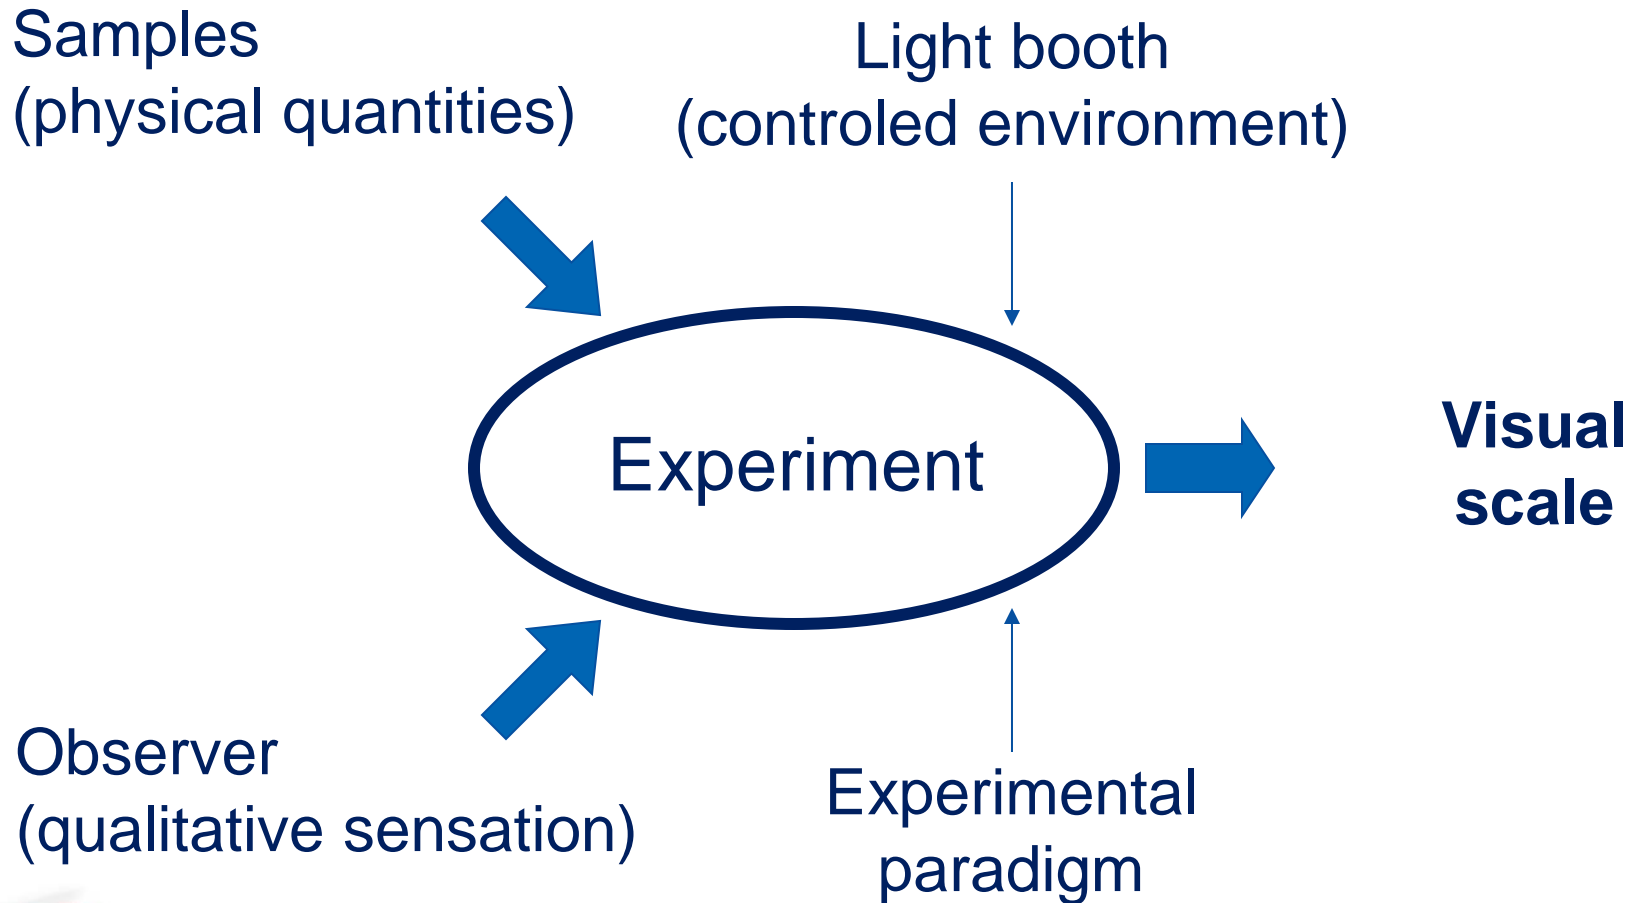 Samples
(physical quantities)
Light booth
(controled environment)
Experiment
Visual
scale
Observer
(qualitative sensation)
Experimental
paradigm